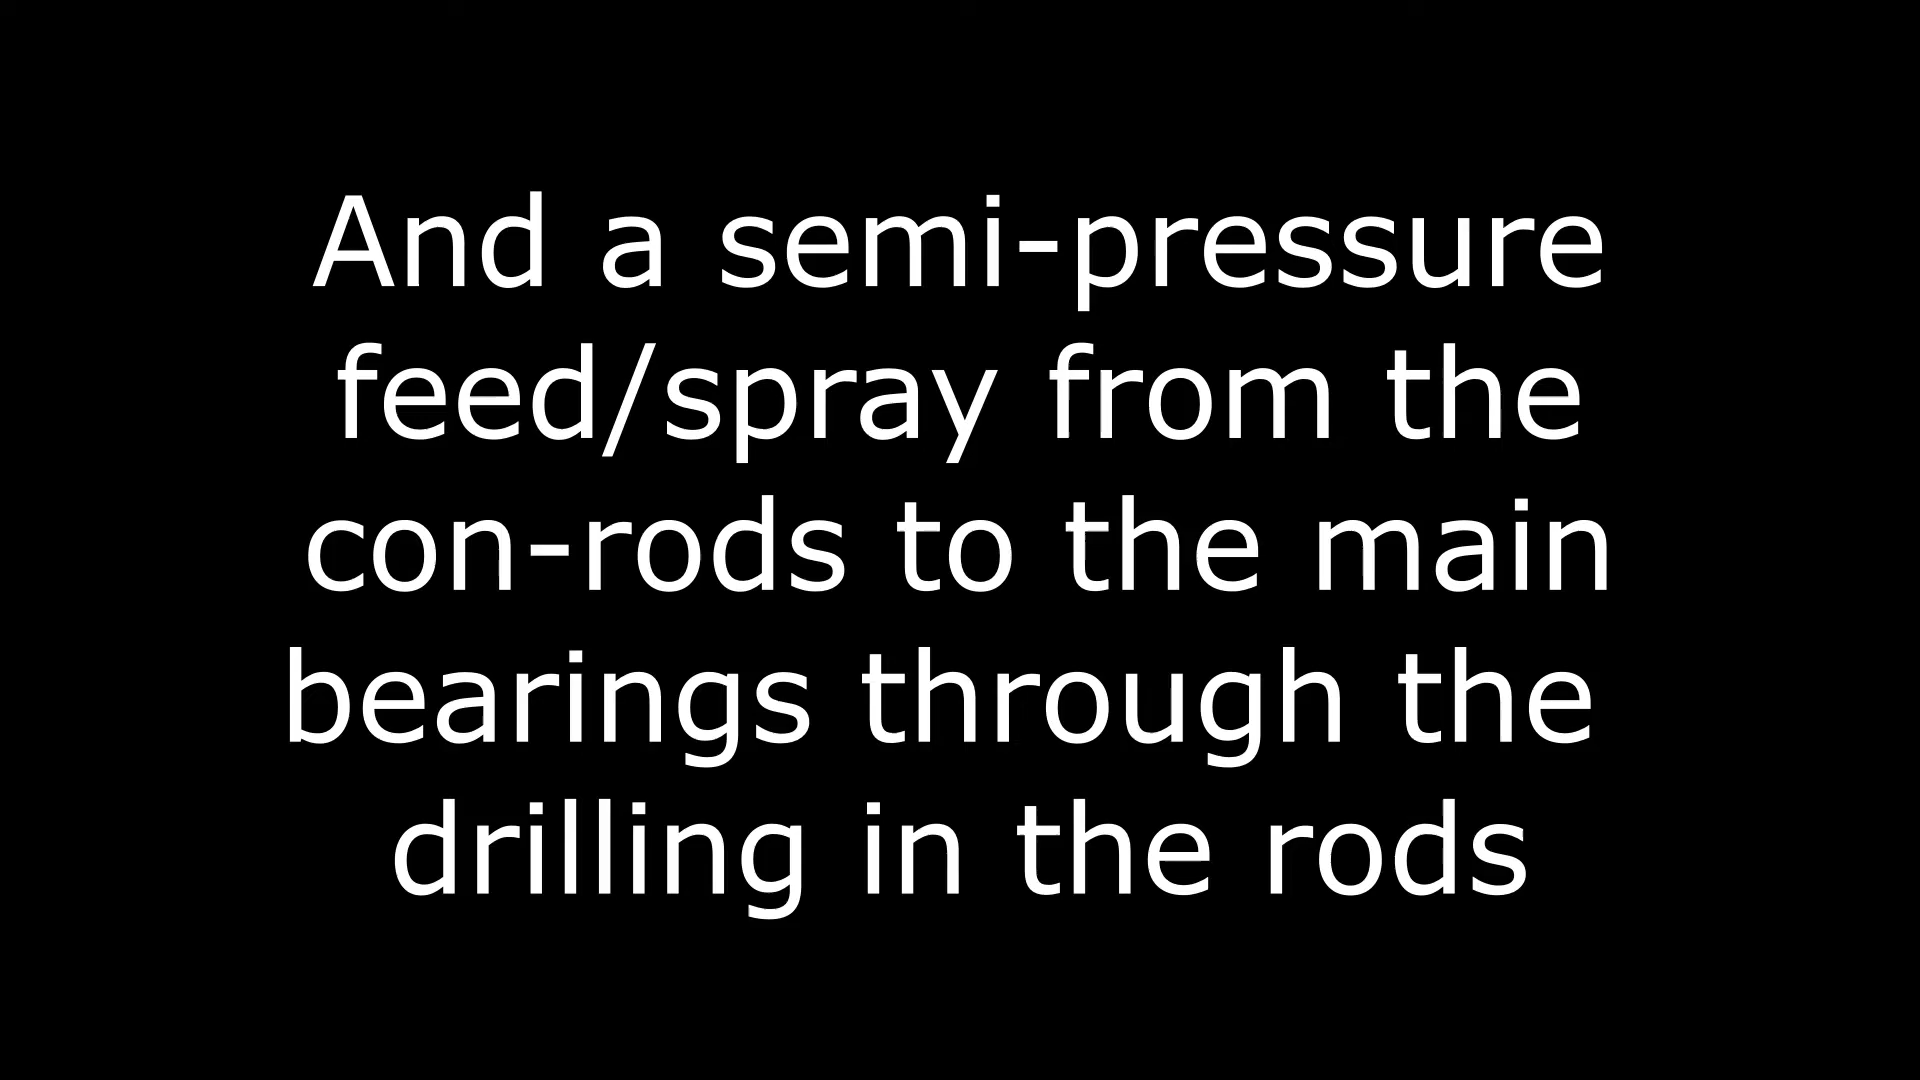 And a semi-pressure
feed/spray from the
con-rods to the main
bearings through the
drilling in the rods